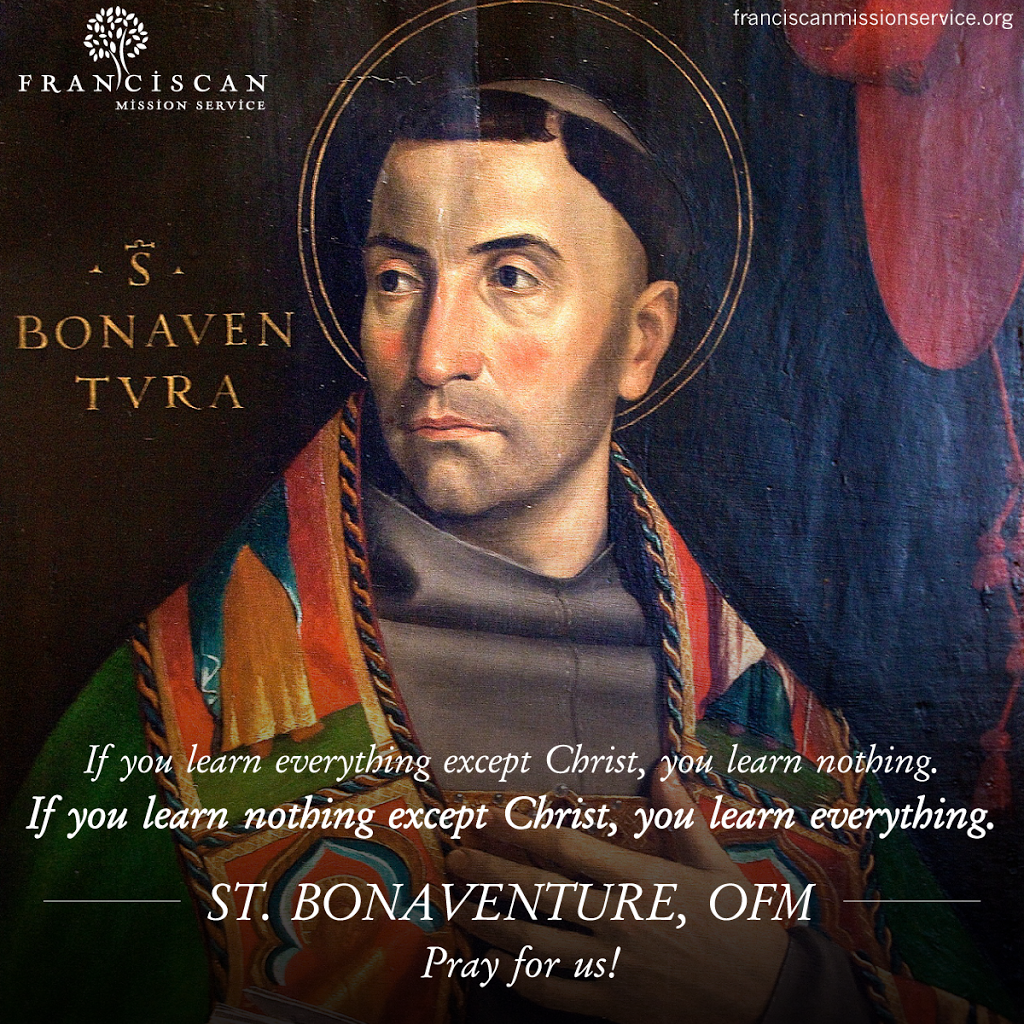 FRANCISCAN
MISSION SERVICE
franciscanmissionservice.org
· S ·
BONAVEN
TVRA
If you learn everything except Christ, you learn nothing.
If you learn nothing except Christ, you learn everything.
ST. BONAVENTURE, OFM
Pray for us!